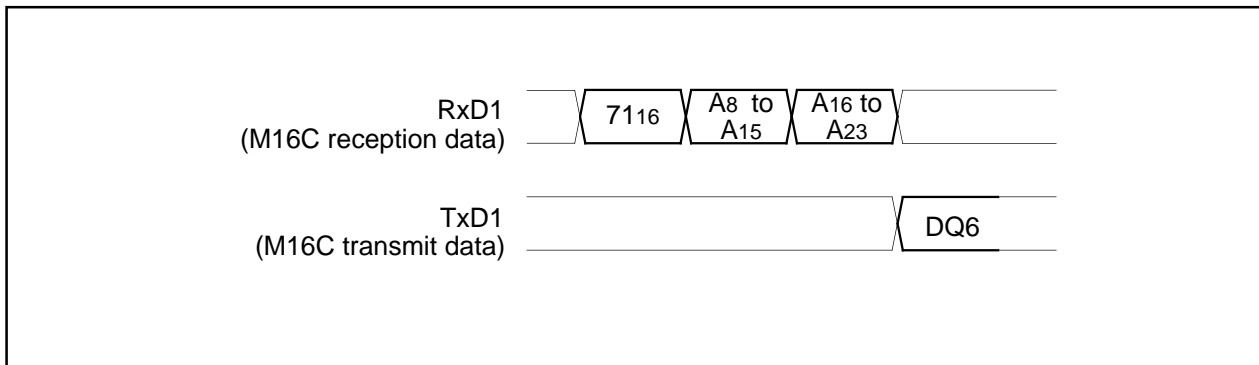 RxD1
(M16C reception data)
7116
A8 to
A15
A16 to
A23
TxD1
(M16C transmit data)
DQ6